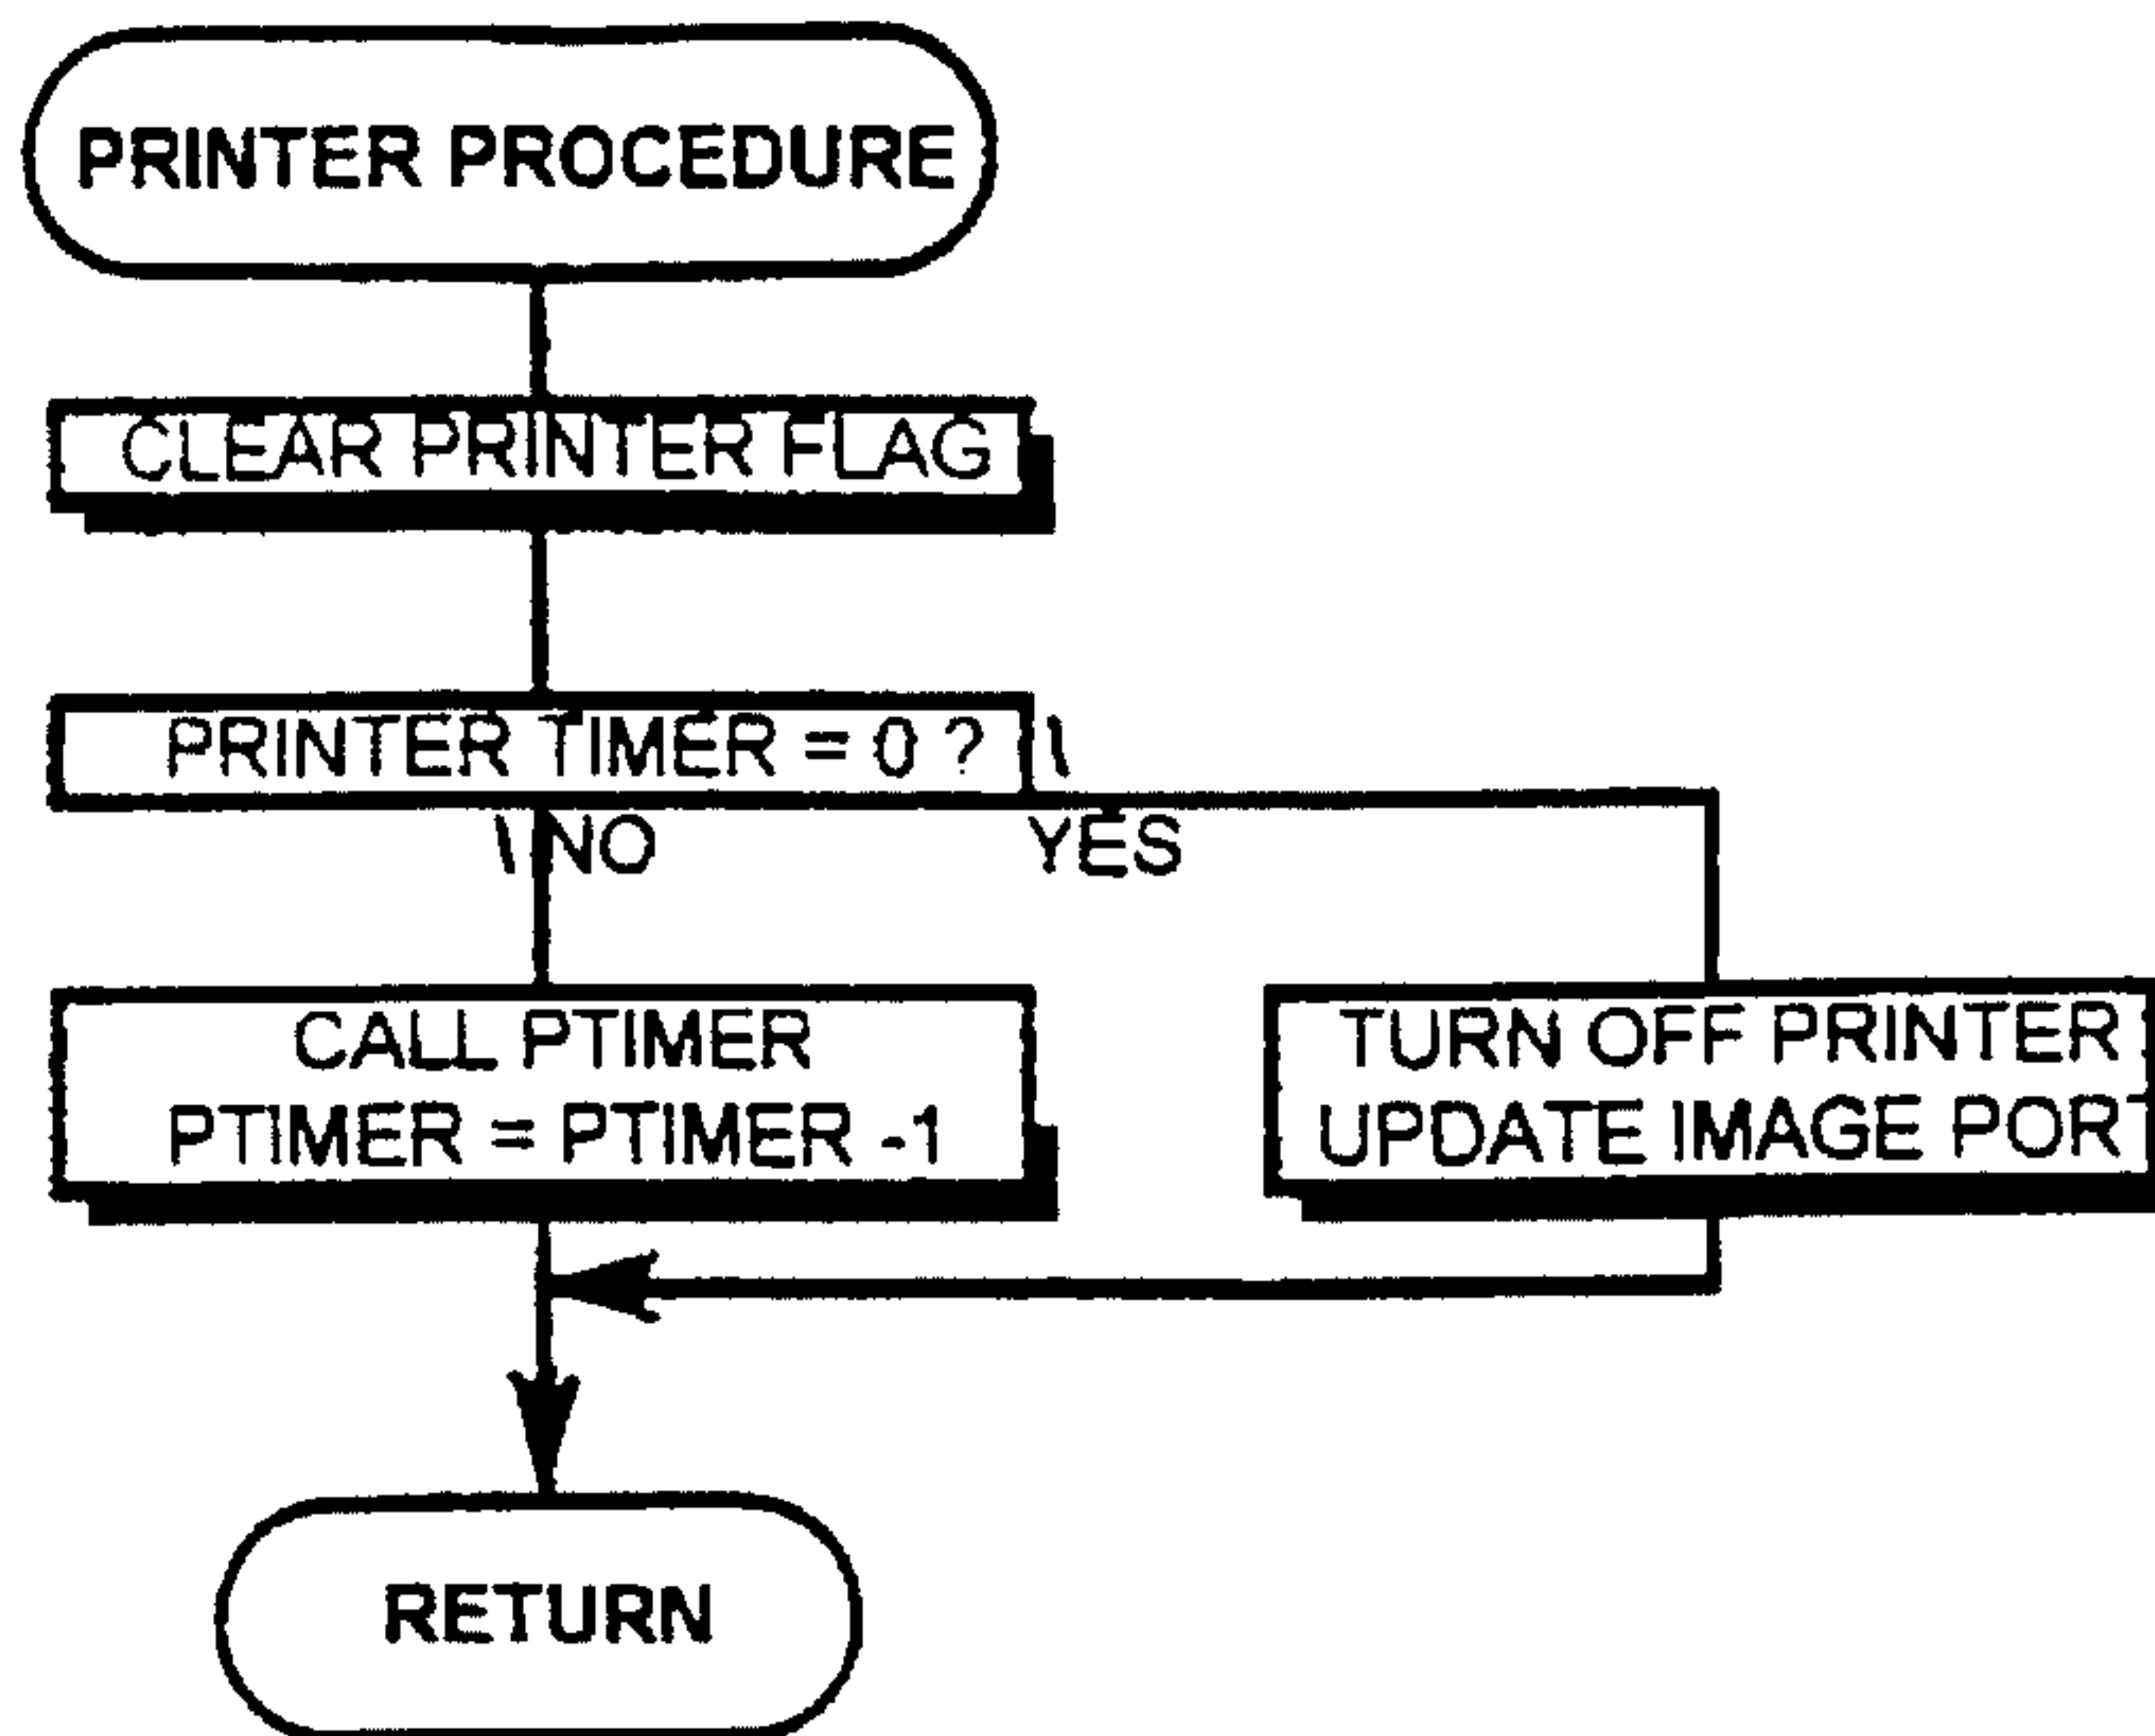 PRINTER PROCEDURE
CLEAR PRINTER FLAG
PRINTER TIMER = 0 ? \
\ NO YES
CALL PTIMER
PTIMER = PTIMER -1
TURN OFF PRINTER
UPDATE IMAGE PORT
RETURN